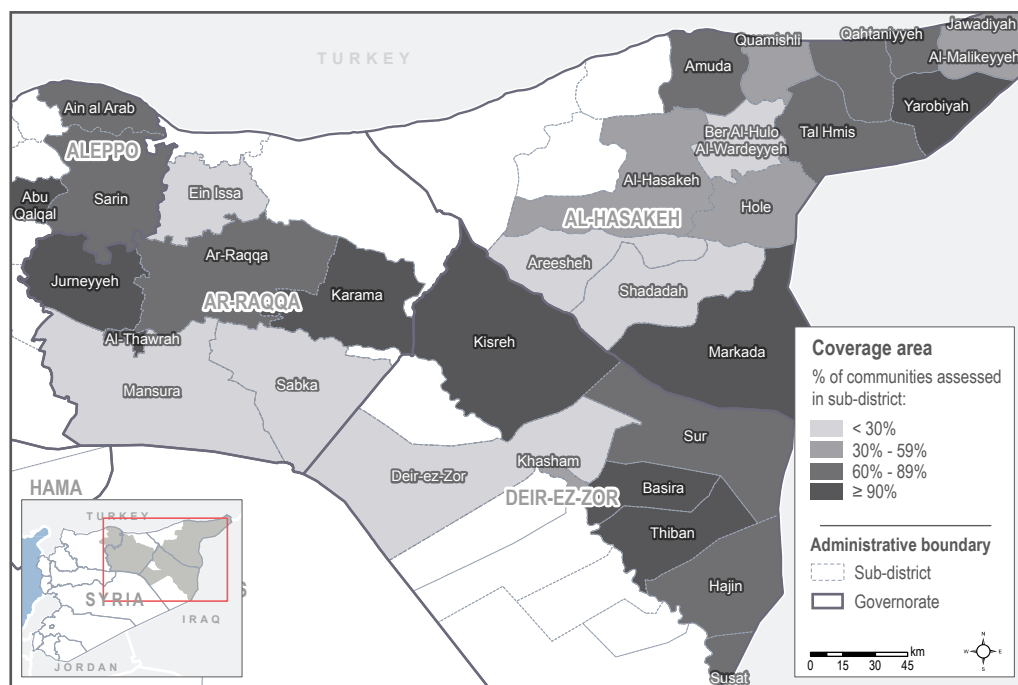 TURKEY
Jawadiyah
Qahtaniyyeh
Quamishli
Al-Malikeyyeh
Amuda
Yarobiyah
Ain al Arab
Ber Al-Hulo
Al-Wardeyyeh
Tal Hmis
ALEPPO
Al-Hasakeh
Ein Issa
Abu
Qalqal
Sarin
Hole
AL-HASAKEH
Ar-Raqqa
Areesheh
Jurneyyeh
Shadadah
Karama
AR-RAQQA
Al-Thawrah
Kisreh
Markada
Mansura
Sabka
Sur
Khasham
Deir-ez-Zor
Basira
DEIR-EZ-ZOR
Thiban
Hajin
Susat
HAMA
TURKEY
SYRIA
S
IRAQ
JORDAN
Coverage area
% of communities assessed
in sub-district:
< 30%
30% - 59%
60% - 89%
≥ 90%
Administrative boundary
Sub-district
Governorate
km
0 15 30 45
N
W E
S